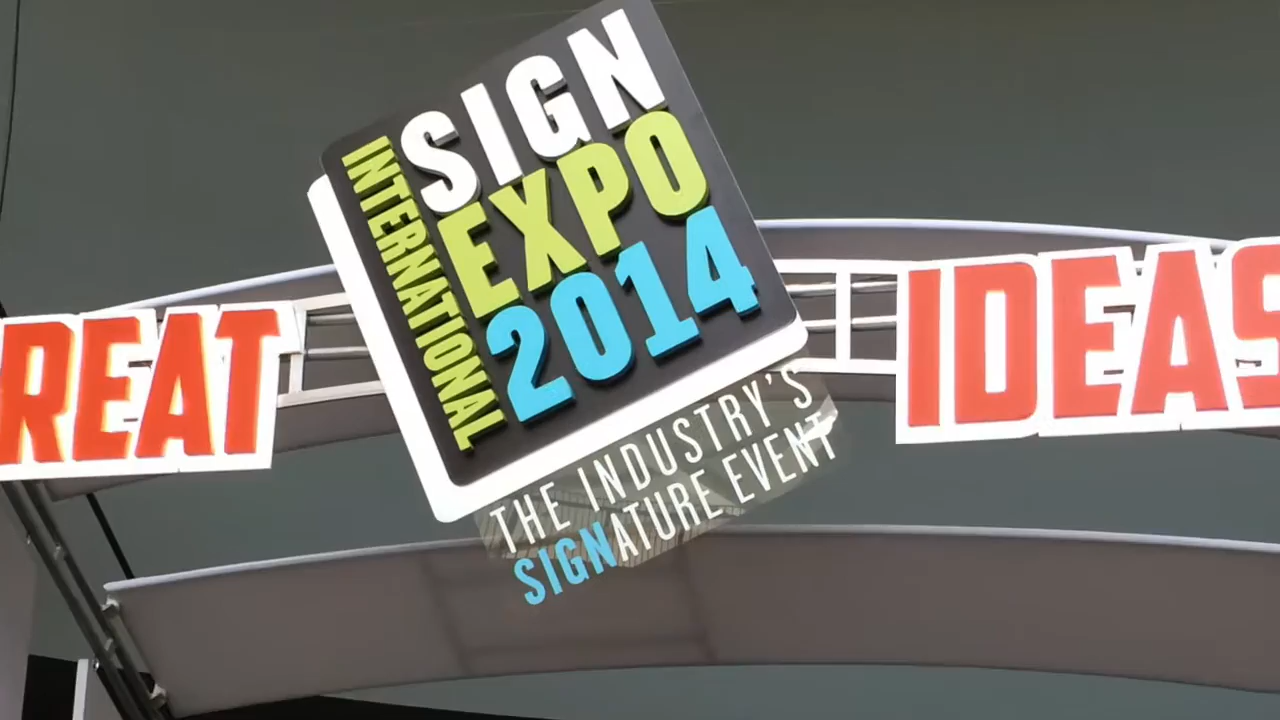 INTERNATIONAL
SIGN
EXPO
2014
REAT
IDEAS
THE INDUSTRY'S
SIGNATURE EVENT